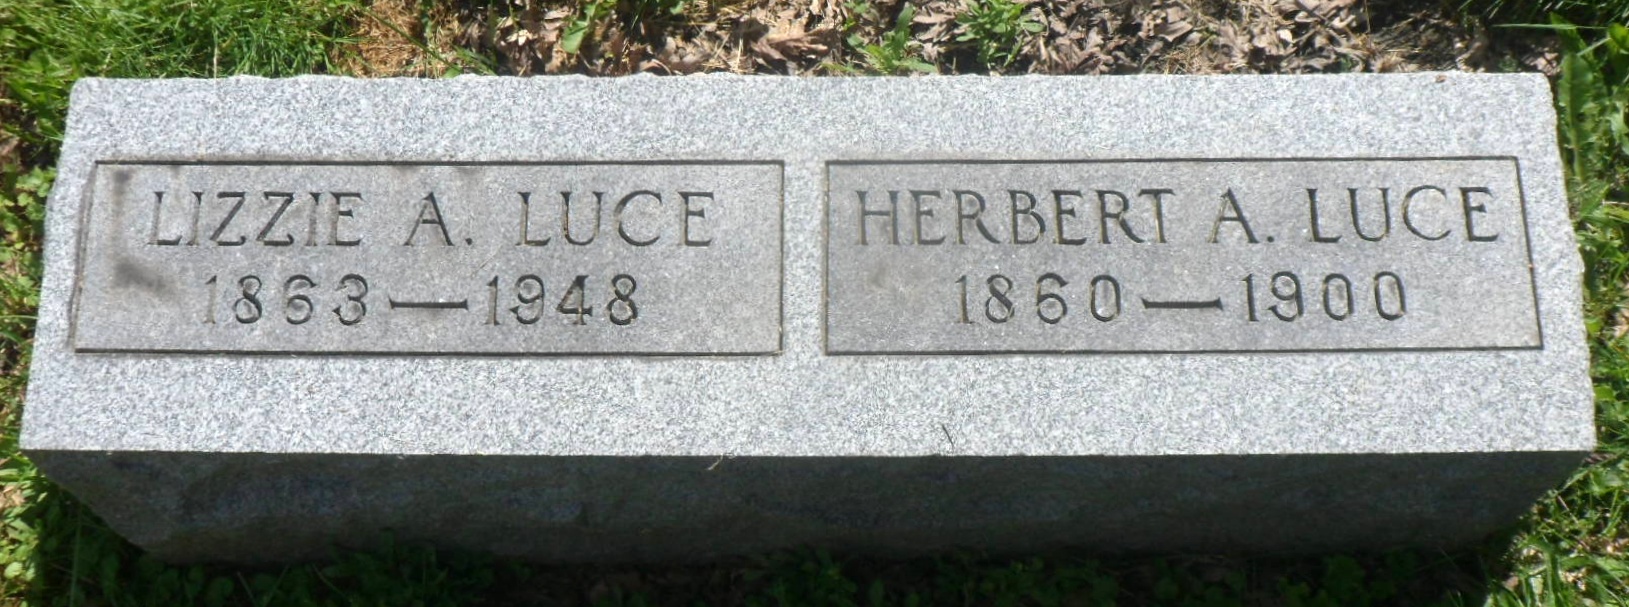 LIZZIE A. LUCE
1863—1948
HERBERT A. LUCE
1860—1900